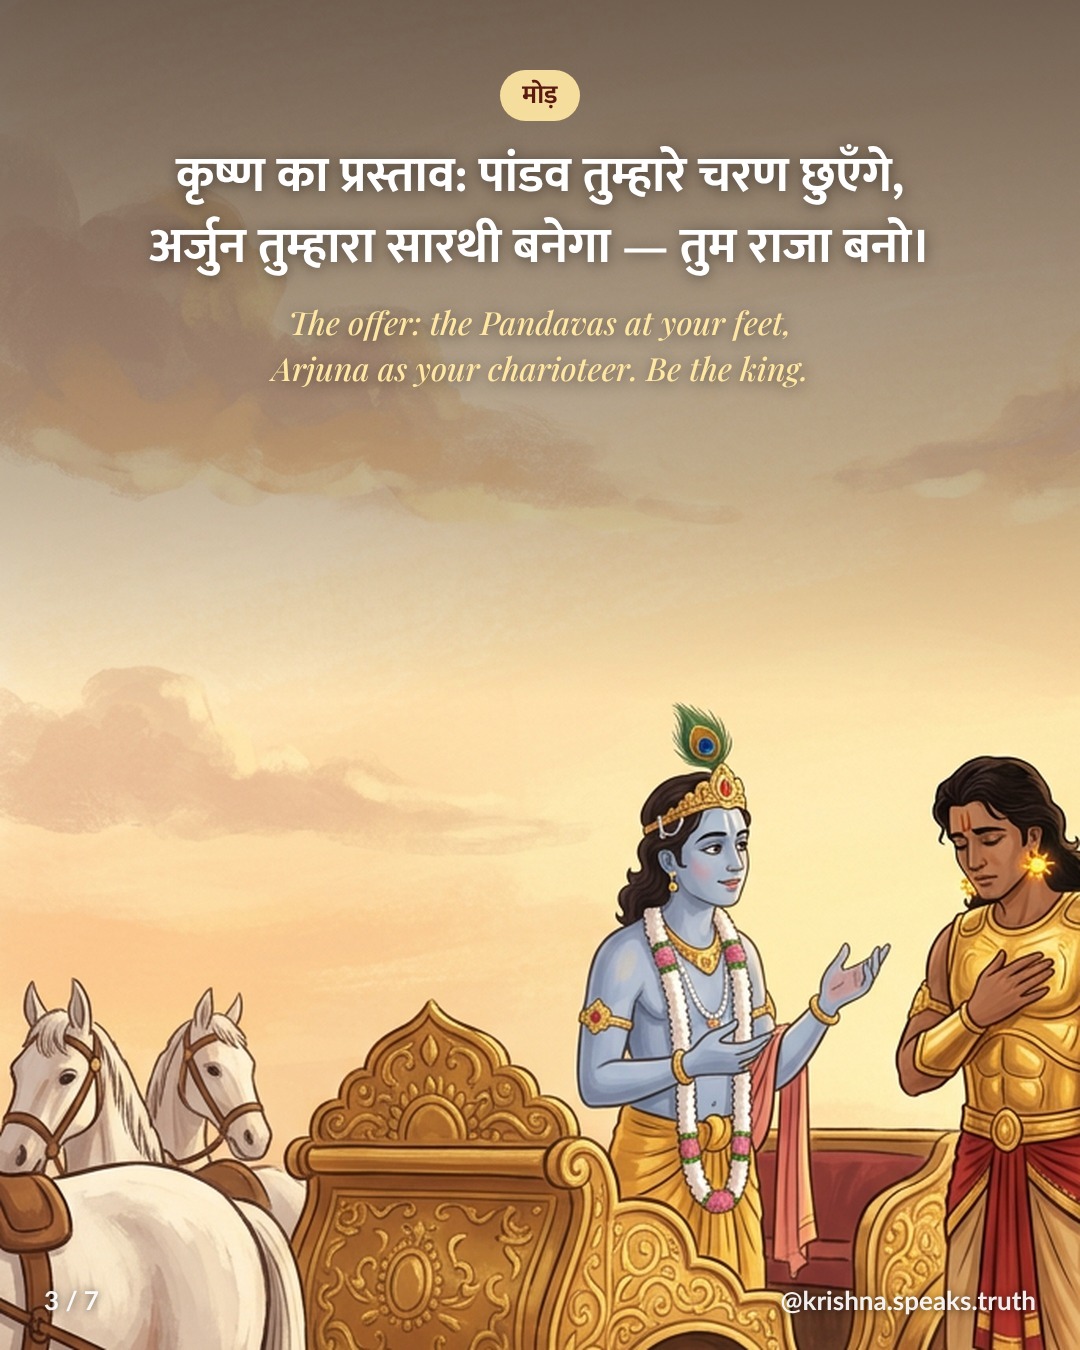 मोड़
कृष्ण का प्रस्ताव: पांडव तुम्हारे चरण छुएँगे,
अर्जुन तुम्हारा सारथी बनेगा — तुम राजा बनो।
The offer: the Pandavas at your feet,
Arjuna as your charioteer. Be the king.
3 / 7
@krishna.speaks.truth